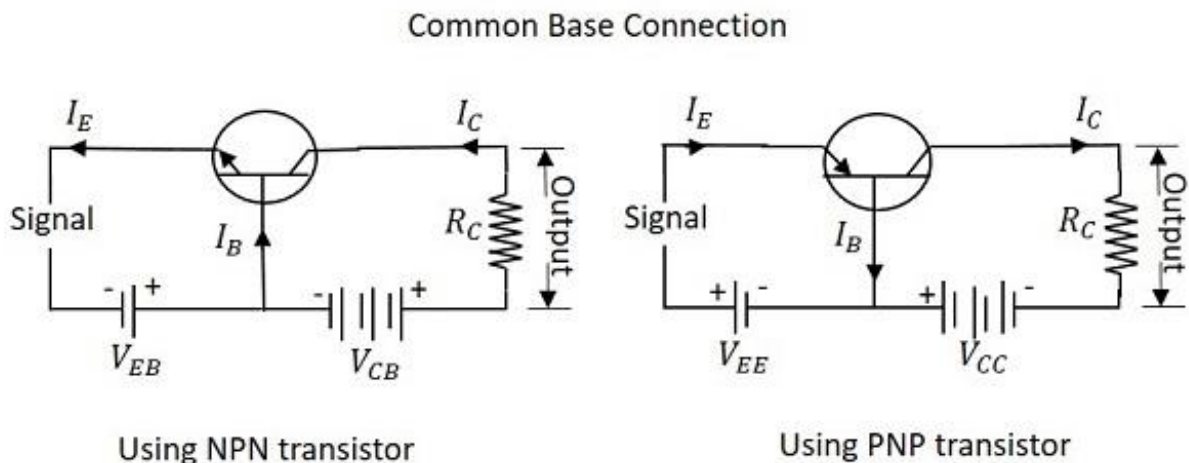 Common Base Connection
I_E
I_C
Signal
I_B
R_C
Output
- +
- +
V_EB
V_CB
Using NPN transistor
I_E
I_C
Signal
I_B
R_C
Output
+ -
+ -
V_EE
V_CC
Using PNP transistor